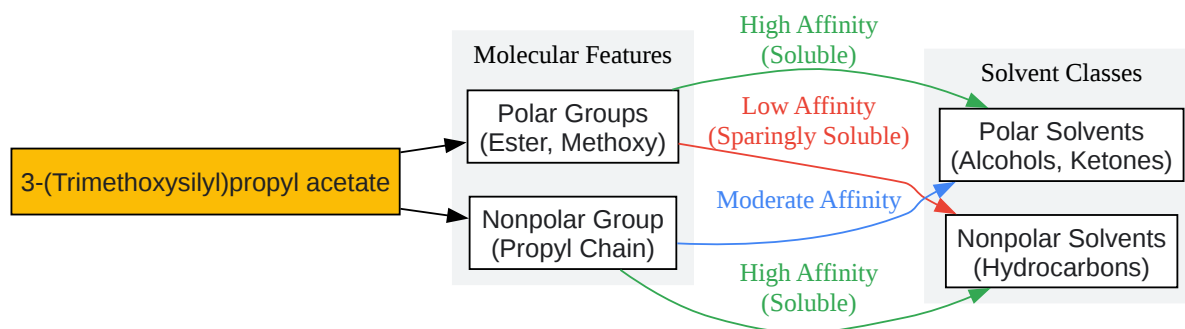 3-(Trimethoxysilyl)propyl acetate
Molecular Features
Polar Groups
(Ester, Methoxy)
Nonpolar Group
(Propyl Chain)
High Affinity
(Soluble)
Low Affinity
(Sparingly Soluble)
Moderate Affinity
High Affinity
(Soluble)
Solvent Classes
Polar Solvents
(Alcohols, Ketones)
Nonpolar Solvents
(Hydrocarbons)